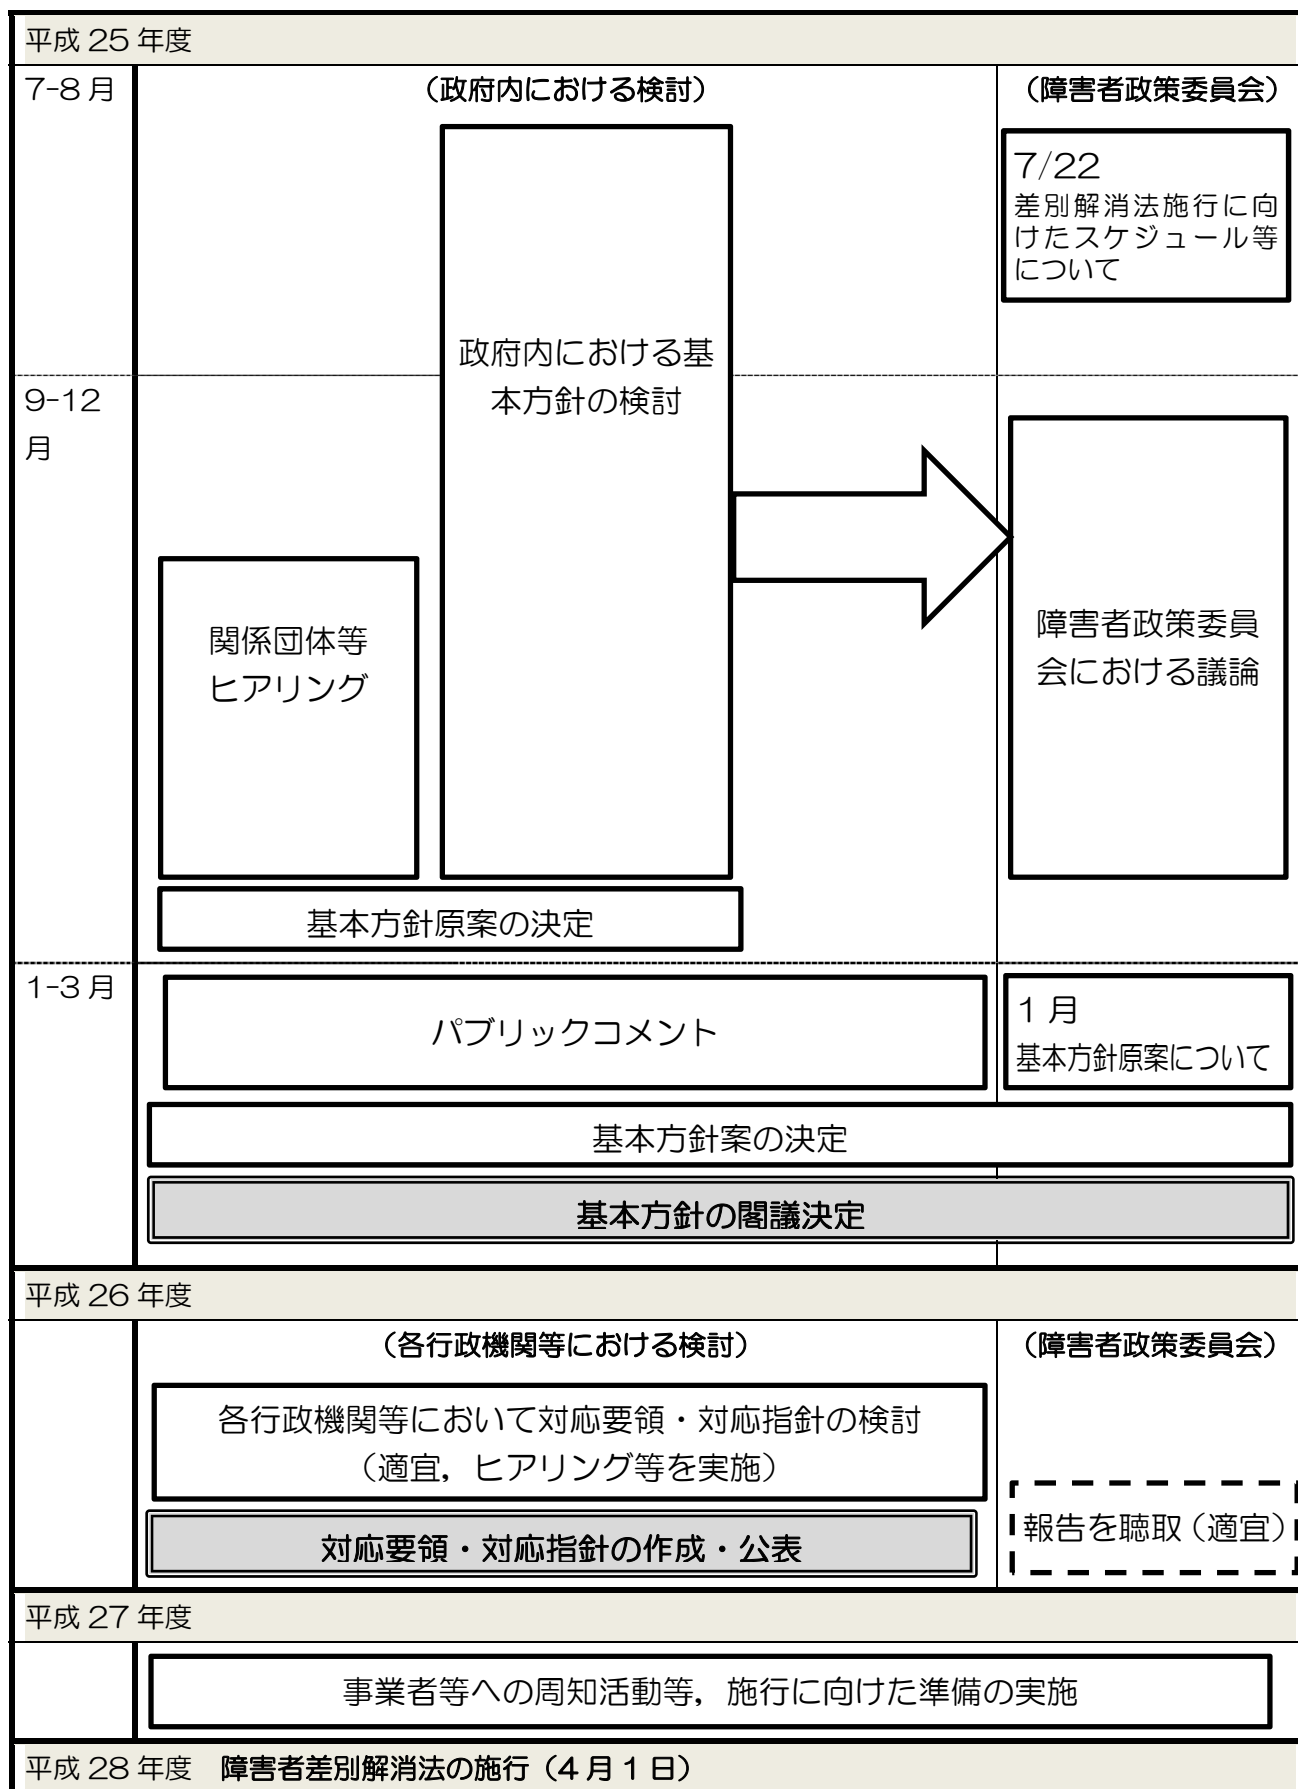 平成 25 年度
7-8 月
（政府内における検討）
（障害者政策委員会）
7/22
差別解消法施行に向
けたスケジュール等
について
政府内における基
本方針の検討
9-12
月
関係団体等
ヒアリング
障害者政策委員
会における議論
基本方針原案の決定
1-3 月
パブリックコメント
1 月
基本方針原案について
基本方針案の決定
基本方針の閣議決定
平成 26 年度
（各行政機関等における検討）
（障害者政策委員会）
各行政機関等において対応要領・対応指針の検討
（適宜，ヒアリング等を実施）
対応要領・対応指針の作成・公表
報告を聴取（適宜）
平成 27 年度
事業者等への周知活動等，施行に向けた準備の実施
平成 28 年度　障害者差別解消法の施行（4 月 1 日）